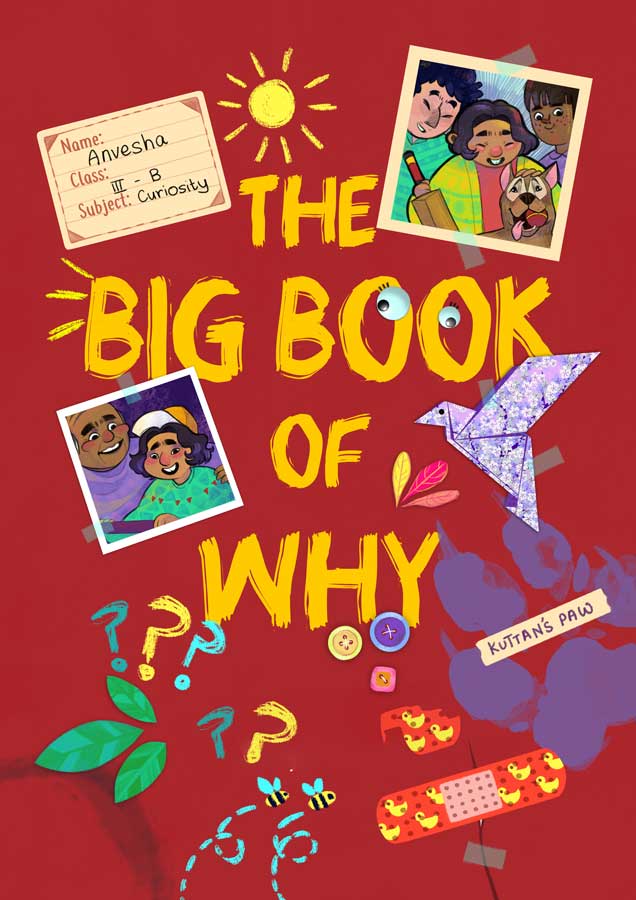 Name:
Anvesha
Class:
III - B
Subject: Curiosity
THE
BIG BOOK
OF
WHY
KUTTAN'S PAW
? ? ?
? ?